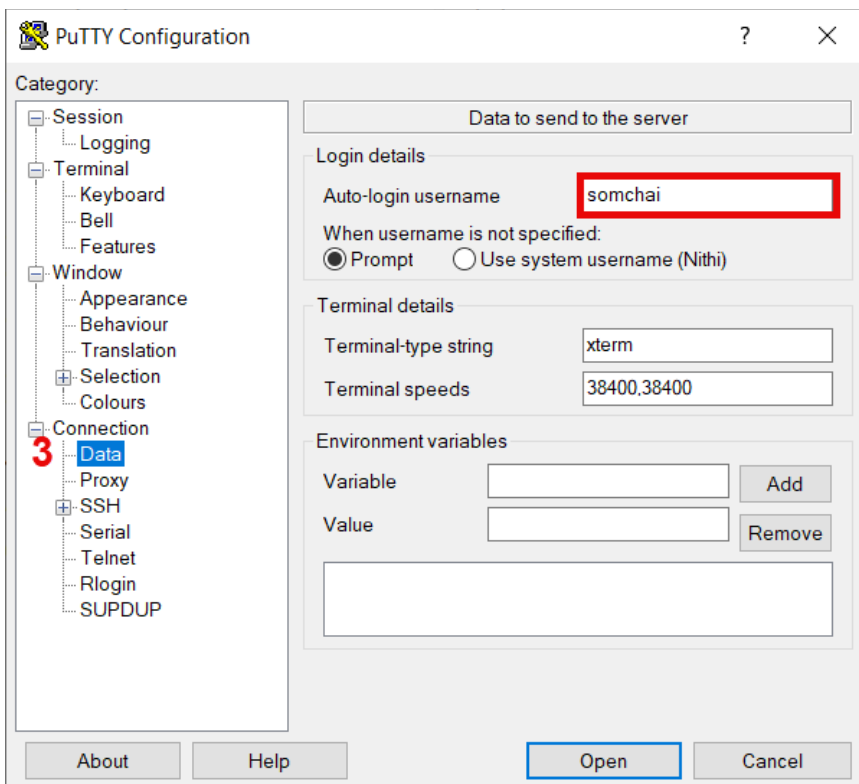 PuTTY Configuration
?
Category:
Session
Logging
Terminal
Keyboard
Bell
Features
Window
Appearance
Behaviour
Translation
Selection
Colours
Connection
3
Data
Proxy
SSH
Serial
Telnet
Rlogin
SUPDUP
Data to send to the server
Login details
Auto-login username somchai
When username is not specified:
Prompt Use system username (Nithi)
Terminal details
Terminal-type string xterm
Terminal speeds 38400,38400
Environment variables
Variable Add
Value Remove
About Help Open Cancel